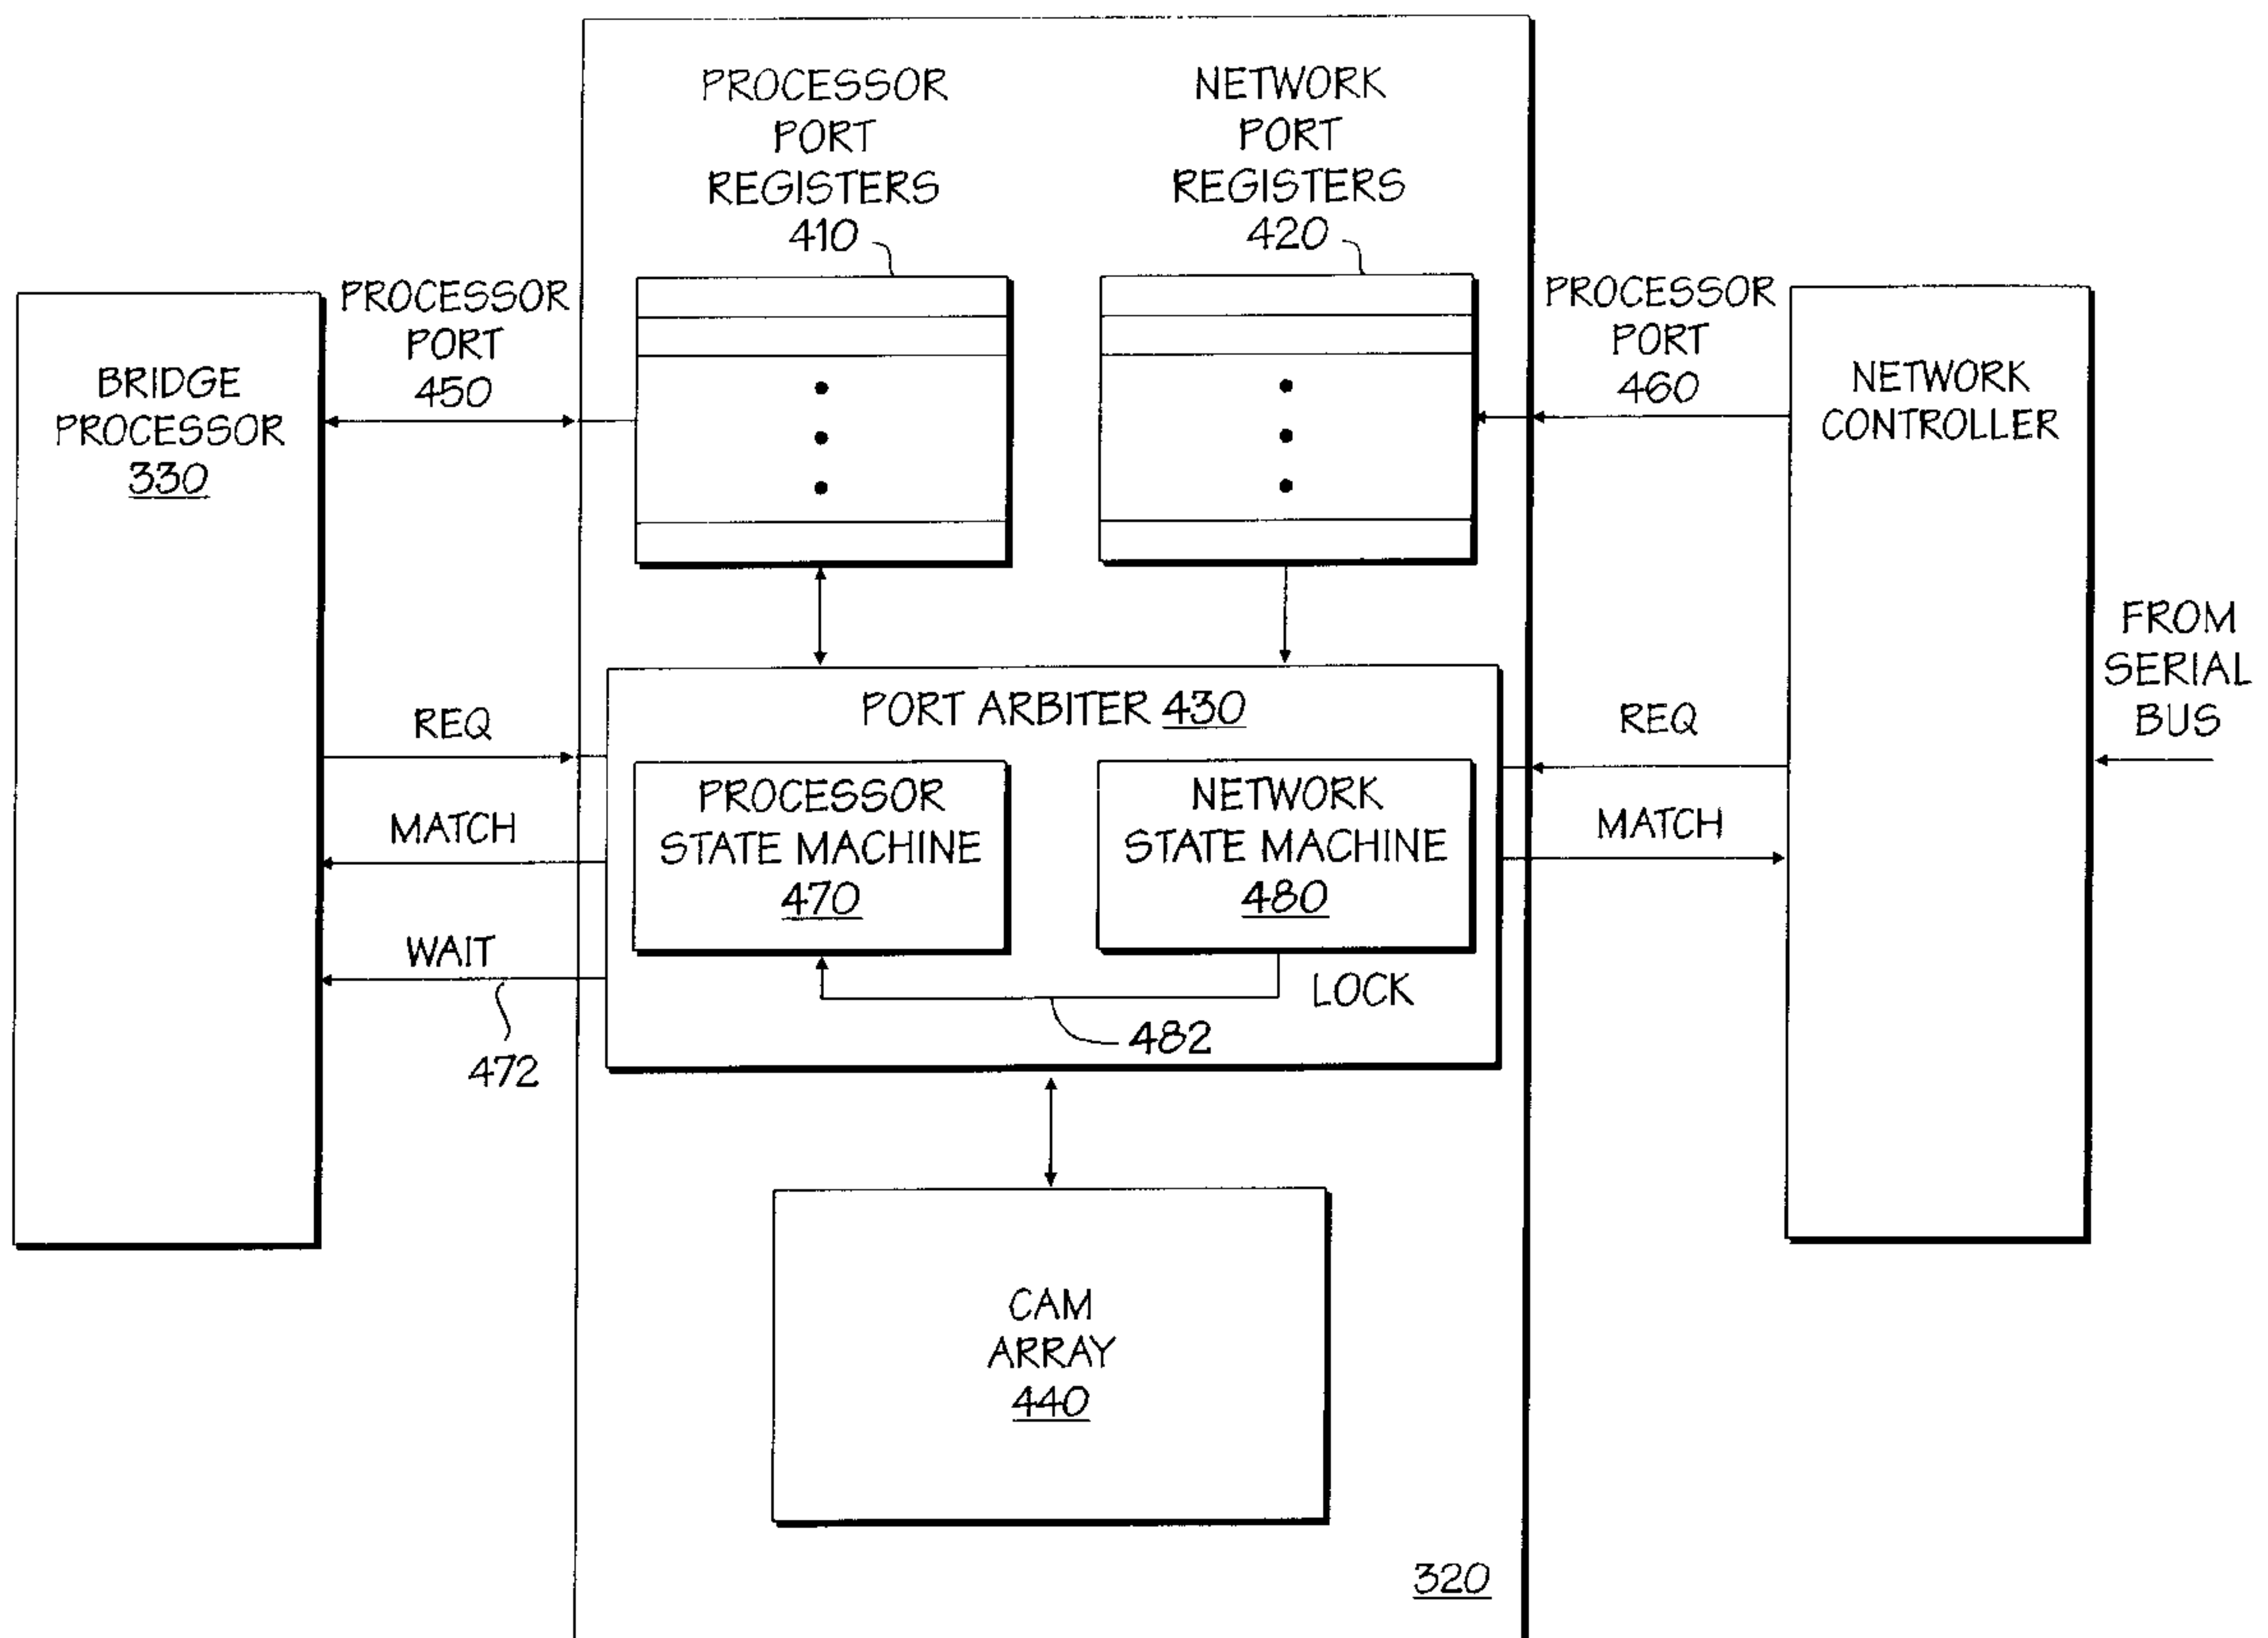 PROCESSOR
PORT
REGISTERS
410
NETWORK
PORT
REGISTERS
420
BRIDGE
PROCESSOR
330
PROCESSOR
PORT
450
PROCESSOR
PORT
460
NETWORK
CONTROLLER
FROM
SERIAL
BUS
REQ
MATCH
WAIT
472
PORT ARBITER 430
PROCESSOR
STATE MACHINE
470
NETWORK
STATE MACHINE
480
LOCK
482
REQ
MATCH
CAM
ARRAY
440
320